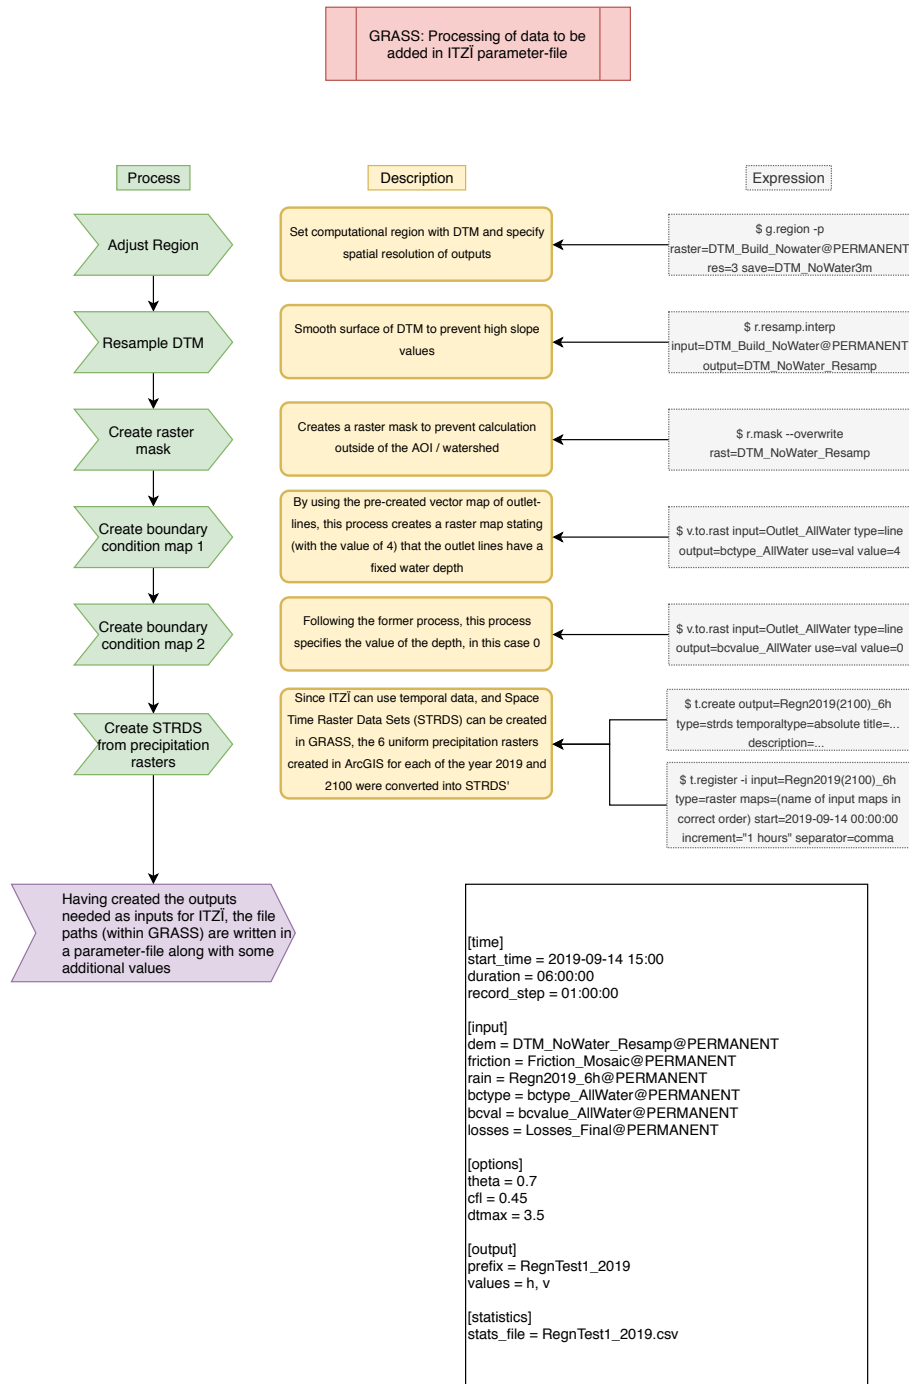 GRASS: Processing of data to be
added in ITZÏ parameter-file
Process
Description
Expression
Adjust Region
Set computational region with DTM and specify
spatial resolution of outputs
$ g.region -p
raster=DTM_Build_Nowater@PERMANENT
res=3 save=DTM_NoWater3m
Resample DTM
Smooth surface of DTM to prevent high slope
values
$ r.resamp.interp
input=DTM_Build_NoWater@PERMANENT
output=DTM_NoWater_Resamp
Create raster
mask
Creates a raster mask to prevent calculation
outside of the AOI / watershed
$ r.mask --overwrite
rast=DTM_NoWater_Resamp
Create boundary
condition map 1
By using the pre-created vector map of outlet-
lines, this process creates a raster map stating
(with the value of 4) that the outlet lines have a
fixed water depth
$ v.to.rast input=Outlet_AllWater type=line
output=bctype_AllWater use=val value=4
Create boundary
condition map 2
Following the former process, this process
specifies the value of the depth, in this case 0
$ v.to.rast input=Outlet_AllWater type=line
output=bcvalue_AllWater use=val value=0
Create STRDS
from precipitation
rasters
Since ITZÏ can use temporal data, and Space
Time Raster Data Sets (STRDS) can be created
in GRASS, the 6 uniform precipitation rasters
created in ArcGIS for each of the year 2019 and
2100 were converted into STRDS'
$ t.create output=Regn2019(2100)_6h
type=strds temporaltype=absolute title=...
description=...
$ t.register -i input=Regn2019(2100)_6h
type=raster maps=(name of input maps in
correct order) start=2019-09-14 00:00:00
increment="1 hours" separator=comma
Having created the outputs
needed as inputs for ITZÏ, the file
paths (within GRASS) are written in
a parameter-file along with some
additional values
[time]
start_time = 2019-09-14 15:00
duration = 06:00:00
record_step = 01:00:00
[input]
dem = DTM_NoWater_Resamp@PERMANENT
friction = Friction_Mosaic@PERMANENT
rain = Regn2019_6h@PERMANENT
bctype = bctype_AllWater@PERMANENT
bcval = bcvalue_AllWater@PERMANENT
losses = Losses_Final@PERMANENT
[options]
theta = 0.7
cfl = 0.45
dtmax = 3.5
[output]
prefix = RegnTest1_2019
values = h, v
[statistics]
stats_file = RegnTest1_2019.csv